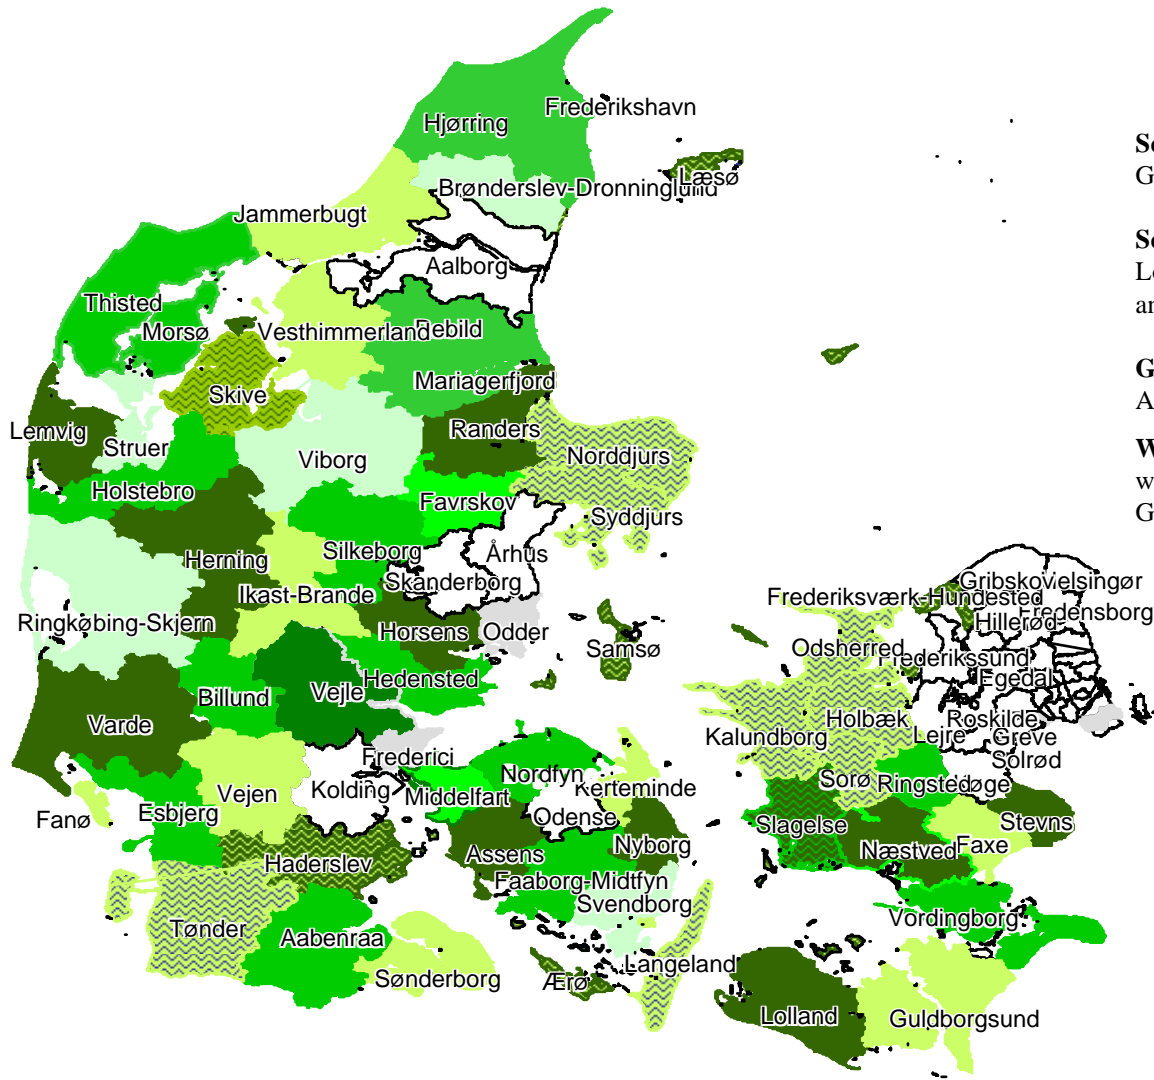 Frederikshavn
Hjørring
Læsø
Brønderslev-Dronninglund
Jammerbugt
Aalborg
Thisted
Morsø
Vesthimmerland
Rebild
Mariagerfjord
Skive
Lemvig
Struer
Randers
Viborg
Norddjurs
Holstebro
Favrskov
Syddjurs
Silkeborg
Århus
Herning
Skanderborg
Ikast-Brande
Ringkøbing-Skjern
Horsens
Odder
Samsø
Hedensted
Billund
Vejle
Varde
Fredericia
Kolding
Vejen
Esbjerg
Fanø
Nordfyn
Middelfart
Kerteminde
Odense
Haderslev
Assens
Nyborg
Faaborg-Midtfyn
Svendborg
Tønder
Aabenraa
Sønderborg
Ærø
Langeland
Gribskov
Helsingør
Frederiksværk-Hundested
Fredensborg
Hillerød
Odsherred
Frederikssund
Egedal
Holbæk
Roskilde
Kalundborg
Lejre
Greve
Solrød
Sorø
Ringsted
Køge
Slagelse
Stevns
Næstved
Faxe
Vordingborg
Lolland
Guldborgsund
G
A
W
w
G